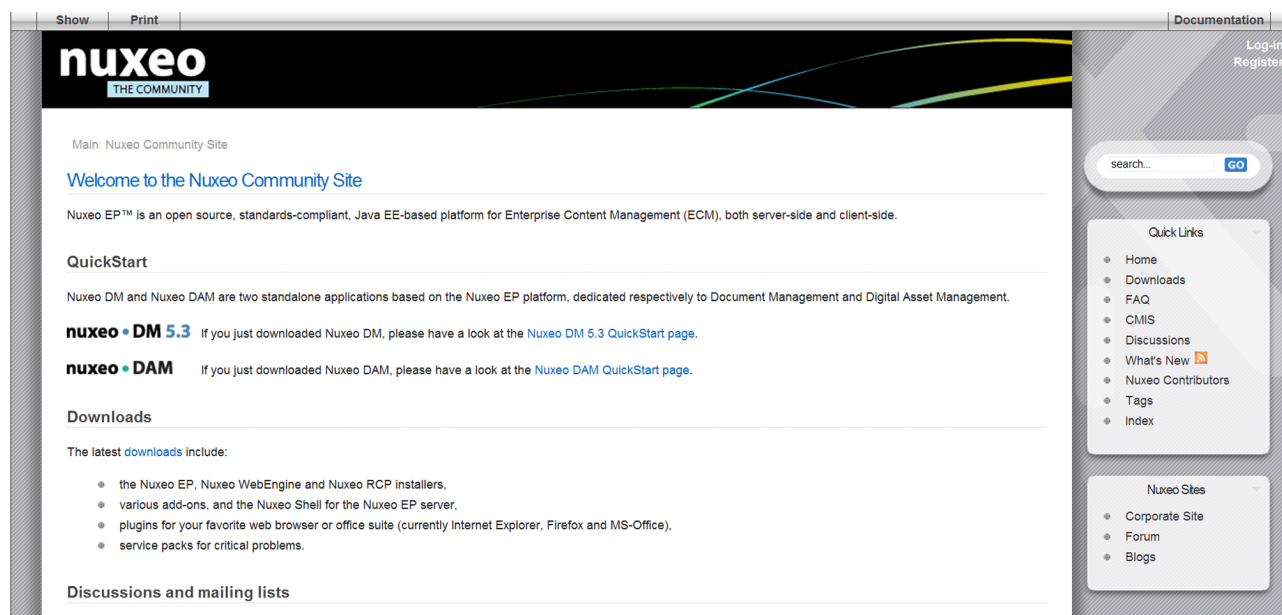 Show Print Documentation
Log-in
Register
nuxeo
THE COMMUNITY
Main: Nuxeo Community Site
Welcome to the Nuxeo Community Site
Nuxeo EP™ is an open source, standards-compliant, Java EE-based platform for Enterprise Content Management (ECM), both server-side and client-side.
QuickStart
Nuxeo DM and Nuxeo DAM are two standalone applications based on the Nuxeo EP platform, dedicated respectively to Document Management and Digital Asset Management.
nuxeo • DM 5.3 If you just downloaded Nuxeo DM, please have a look at the Nuxeo DM 5.3 QuickStart page.
nuxeo • DAM If you just downloaded Nuxeo DAM, please have a look at the Nuxeo DAM QuickStart page.
Downloads
The latest downloads include:
the Nuxeo EP, Nuxeo WebEngine and Nuxeo RCP installers,
various add-ons, and the Nuxeo Shell for the Nuxeo EP server,
plugins for your favorite web browser or office suite (currently Internet Explorer, Firefox and MS-Office),
service packs for critical problems.
Discussions and mailing lists
search... GO
Quick Links
Home
Downloads
FAQ
CMIS
Discussions
What's New
Nuxeo Contributors
Tags
Index
Nuxeo Sites
Corporate Site
Forum
Blogs